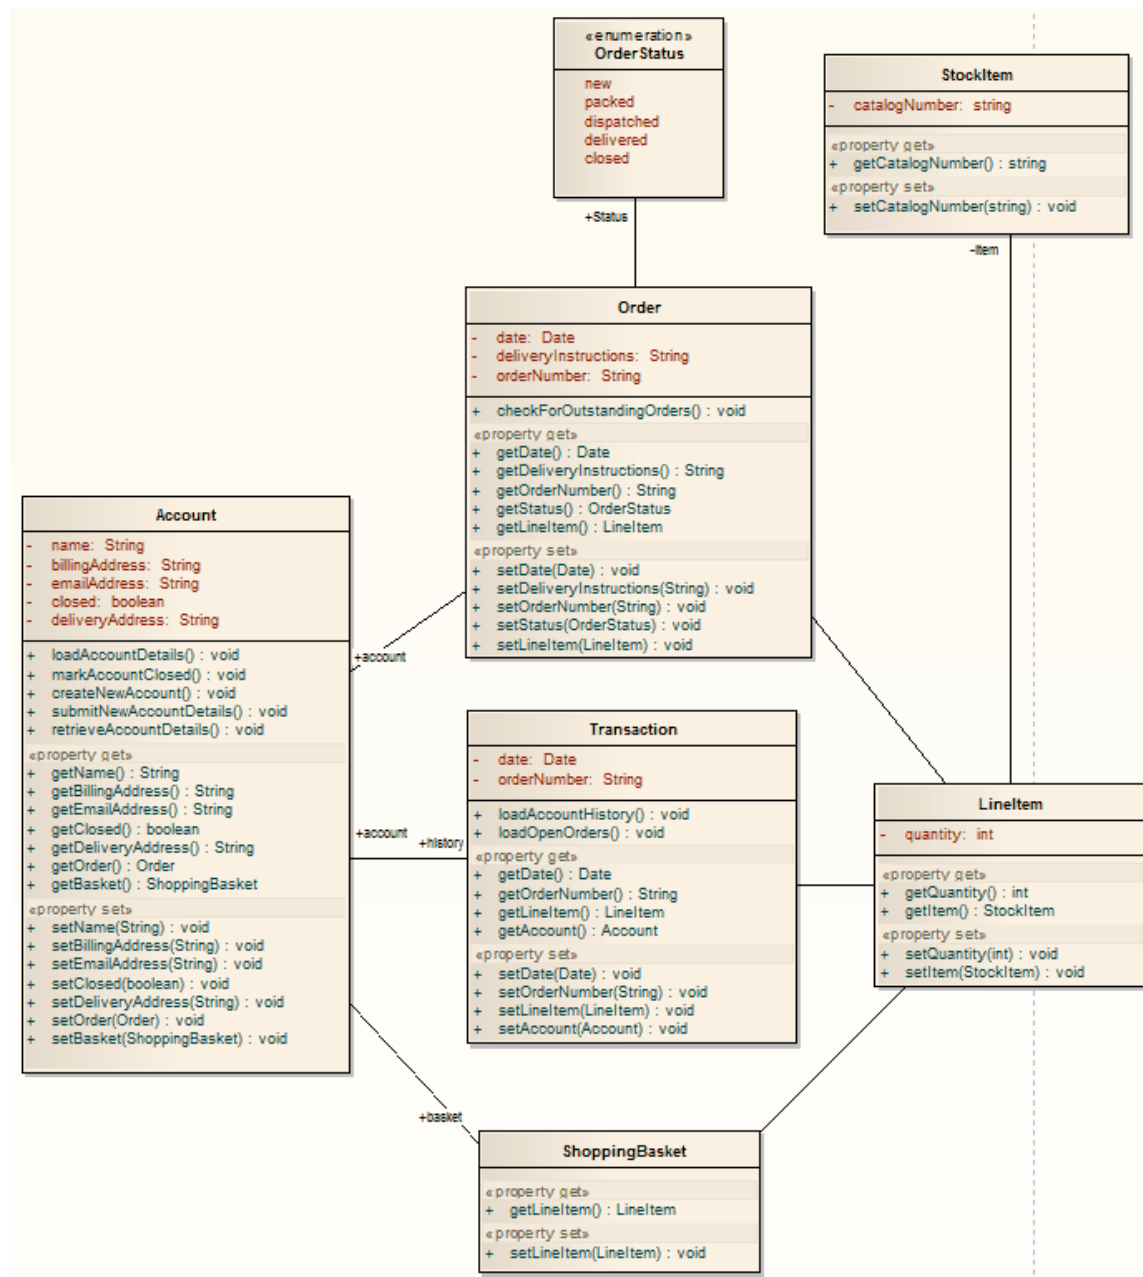 «enumeration»
OrderStatus
new
packed
dispatched
delivered
closed
+Status
StockItem
- catalogNumber: string
«property get»
+ getCatalogNumber() : string
«property set»
+ setCatalogNumber(string) : void
-Item
Order
- date: Date
- deliveryInstructions: String
- orderNumber: String
+ checkForOutstandingOrders() : void
«property get»
+ getDate() : Date
+ getDeliveryInstructions() : String
+ getOrderNumber() : String
+ getStatus() : OrderStatus
+ getLineItem() : LineItem
«property set»
+ setDate(Date) : void
+ setDeliveryInstructions(String) : void
+ setOrderNumber(String) : void
+ setStatus(OrderStatus) : void
+ setLineItem(LineItem) : void
Account
- name: String
- billingAddress: String
- emailAddress: String
- closed: boolean
- deliveryAddress: String
+ loadAccountDetails() : void
+ markAccountClosed() : void
+ createNewAccount() : void
+ submitNewAccountDetails() : void
+ retrieveAccountDetails() : void
«property get»
+ getName() : String
+ getBillingAddress() : String
+ getEmailAddress() : String
+ getClosed() : boolean
+ getDeliveryAddress() : String
+ getOrder() : Order
+ getBasket() : ShoppingBasket
«property set»
+ setName(String) : void
+ setBillingAddress(String) : void
+ setEmailAddress(String) : void
+ setClosed(boolean) : void
+ setDeliveryAddress(String) : void
+ setOrder(Order) : void
+ setBasket(ShoppingBasket) : void
+account
+account
+history
+basket
Transaction
- date: Date
- orderNumber: String
+ loadAccountHistory() : void
+ loadOpenOrders() : void
«property get»
+ getDate() : Date
+ getOrderNumber() : String
+ getLineItem() : LineItem
+ getAccount() : Account
«property set»
+ setDate(Date) : void
+ setOrderNumber(String) : void
+ setLineItem(LineItem) : void
+ setAccount(Account) : void
LineItem
- quantity: int
«property get»
+ getQuantity() : int
+ getItem() : StockItem
«property set»
+ setQuantity(int) : void
+ setItem(StockItem) : void
ShoppingBasket
«property get»
+ getLineItem() : LineItem
«property set»
+ setLineItem(LineItem) : void